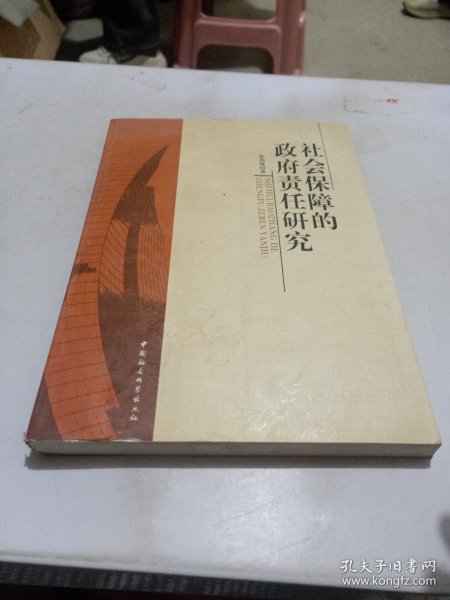 社会保障的
政府责任研究
SHEHUI BAOZHANG DE
ZHENGFU ZEREN YANJIU
中国社会科学出版社
孔夫子旧书网
www.kongfz.com